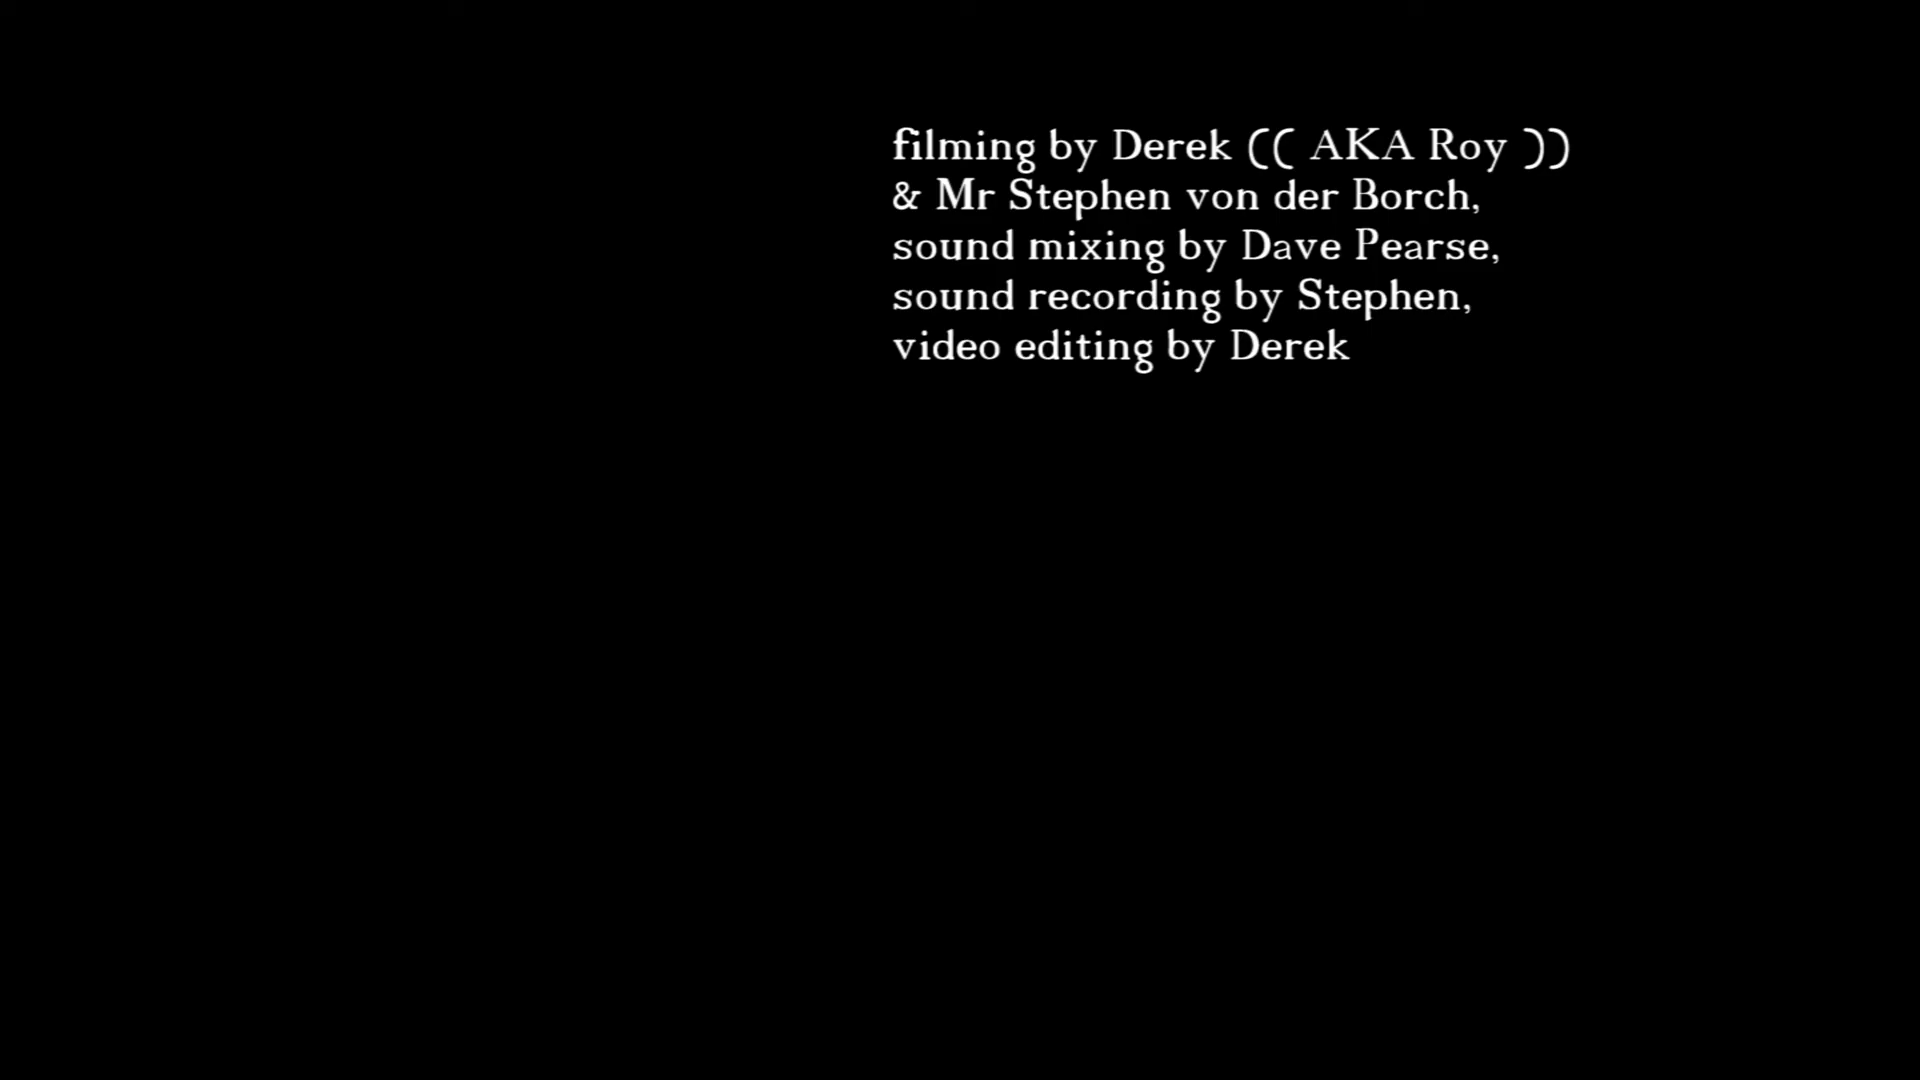 filming by Derek (( AKA Roy ))
& Mr Stephen von der Borch,
sound mixing by Dave Pearse,
sound recording by Stephen,
video editing by Derek